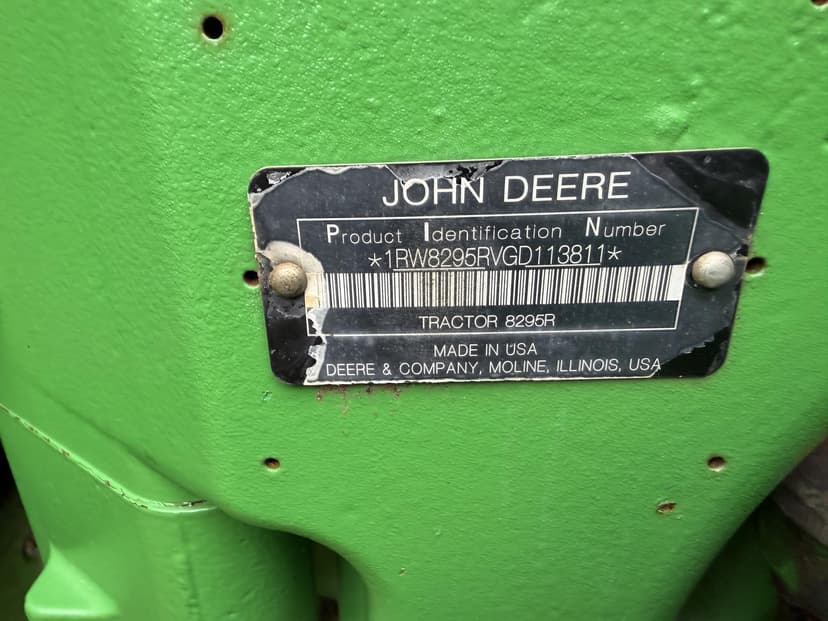 JOHN DEERE
Product Identification Number
*1RW8295RVGD113811*
TRACTOR 8295R
MADE IN USA
DEERE & COMPANY, MOLINE, ILLINOIS, USA